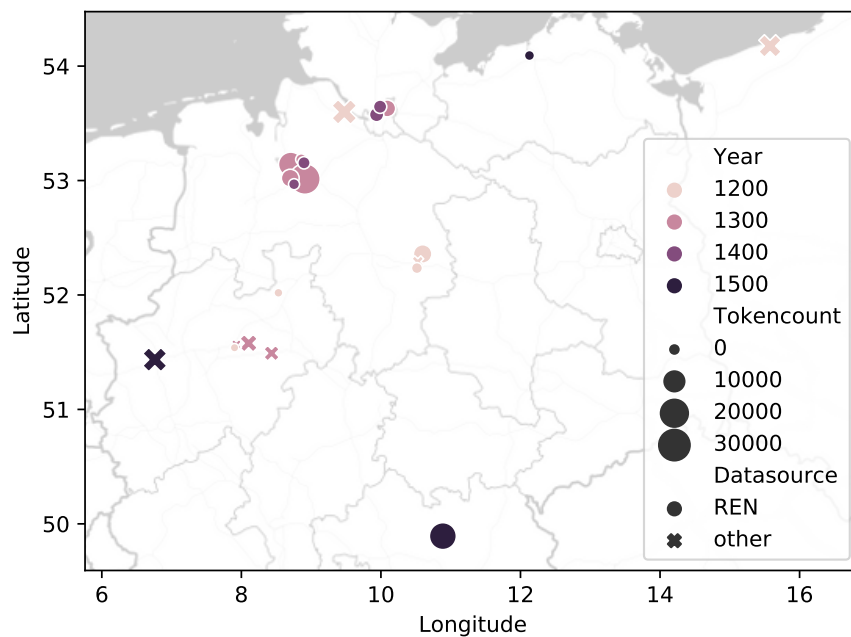 54
53
52
51
50
Latitude
6
8
10
12
14
16
Longitude
Year
1200
1300
1400
1500
Tokencount
0
10000
20000
30000
Datasource
REN
other